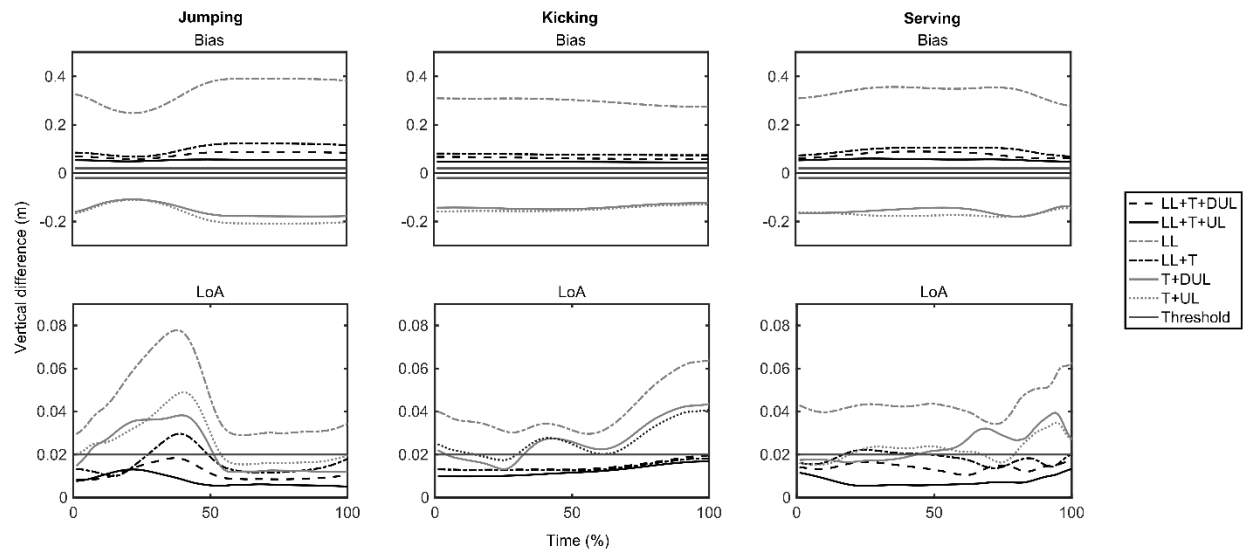 Jumping
Kicking
Serving
Bias
Bias
Bias
0.4
0.2
0
-0.2
0.4
0.2
0
-0.2
0.4
0.2
0
-0.2
Vertical difference (m)
LoA
LoA
LoA
0.08
0.06
0.04
0.02
0
0
50
100
0.08
0.06
0.04
0.02
0
0
50
100
0.08
0.06
0.04
0.02
0
0
50
100
Time (%)
LL+T+DUL
LL+T+UL
LL
LL+T
T+DUL
T+UL
Threshold